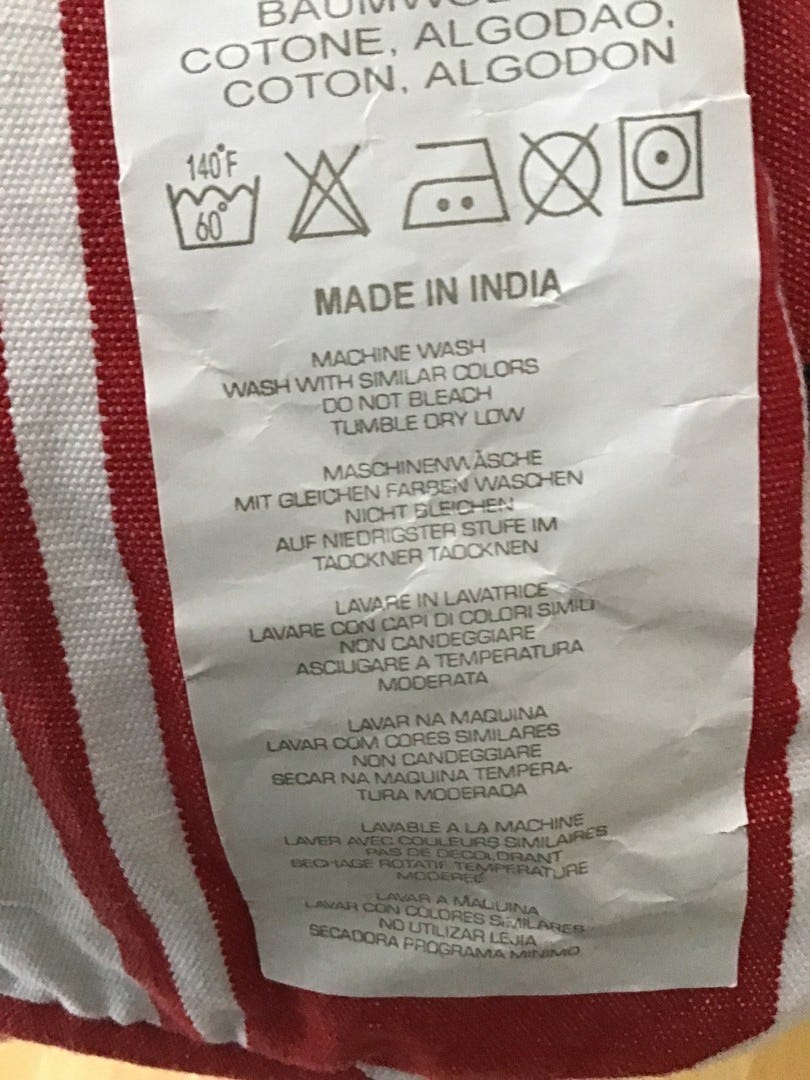 COTONE, ALGODAO,
COTON, ALGODON
140°F
60°
MADE IN INDIA
MACHINE WASH
WASH WITH SIMILAR COLORS
DO NOT BLEACH
TUMBLE DRY LOW
MASCHINENWÄSCHE
MIT GLEICHEN FARBEN WASCHEN
NICHT BLEICHEN
AUF NIEDRIGSTER STUFE IM
TADCKNER TADCKNEN
LAVARE IN LAVATRICE
LAVARE CON CAPI DI COLORI SIMILI
NON CANDEGGIARE
ASCIUGARE A TEMPERATURA
MODERATA
LAVAR NA MAQUINA
LAVAR COM CORES SIMILARES
NON CANDEGGIARE
SECAR NA MAQUINA TEMPERA-
TURA MODERADA
LAVABLE A LA MACHINE
LAVER AVEC COULEURS SIMILAIRES
PAS DE DECOLORANT
SECHAGE ROTATIF TEMPERATURE
MODEREE
LAVAR A MAQUINA
LAVAR CON COLORES SIMILARES
NO UTILIZAR LEJIA
SECADORA PROGRAMA MINIMO